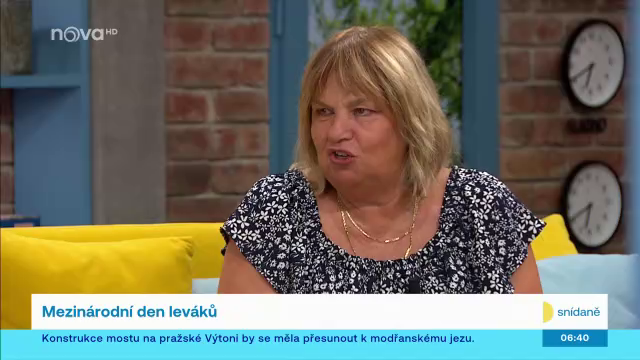 nova HD
Mezinárodní den leváků
snídaně
Konstrukce mostu na pražské Výtoni by se měla přesunout k modřanskému jezu.
06:40